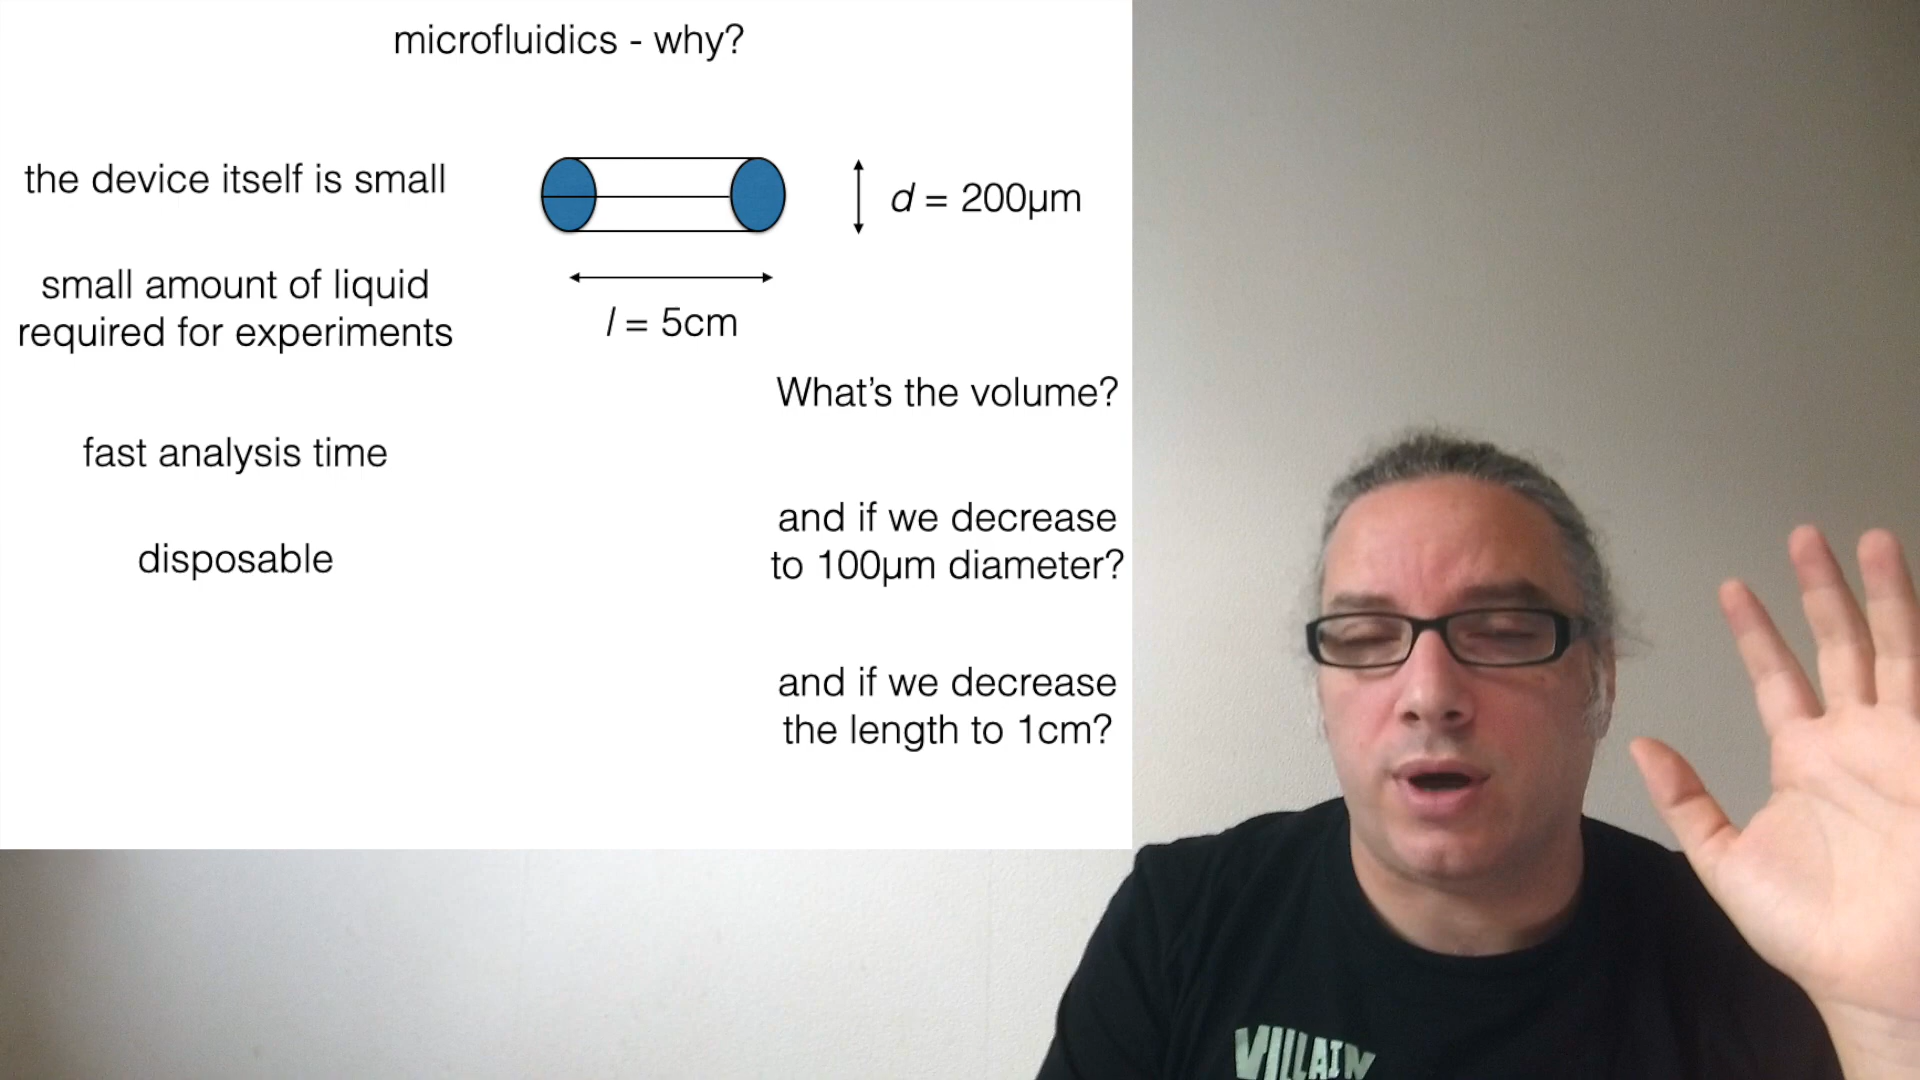 microfluidics - why?
the device itself is small
small amount of liquid
required for experiments
fast analysis time
disposable
d = 200µm
l = 5cm
What's the volume?
and if we decrease
to 100µm diameter?
and if we decrease
the length to 1cm?
VILLAIN